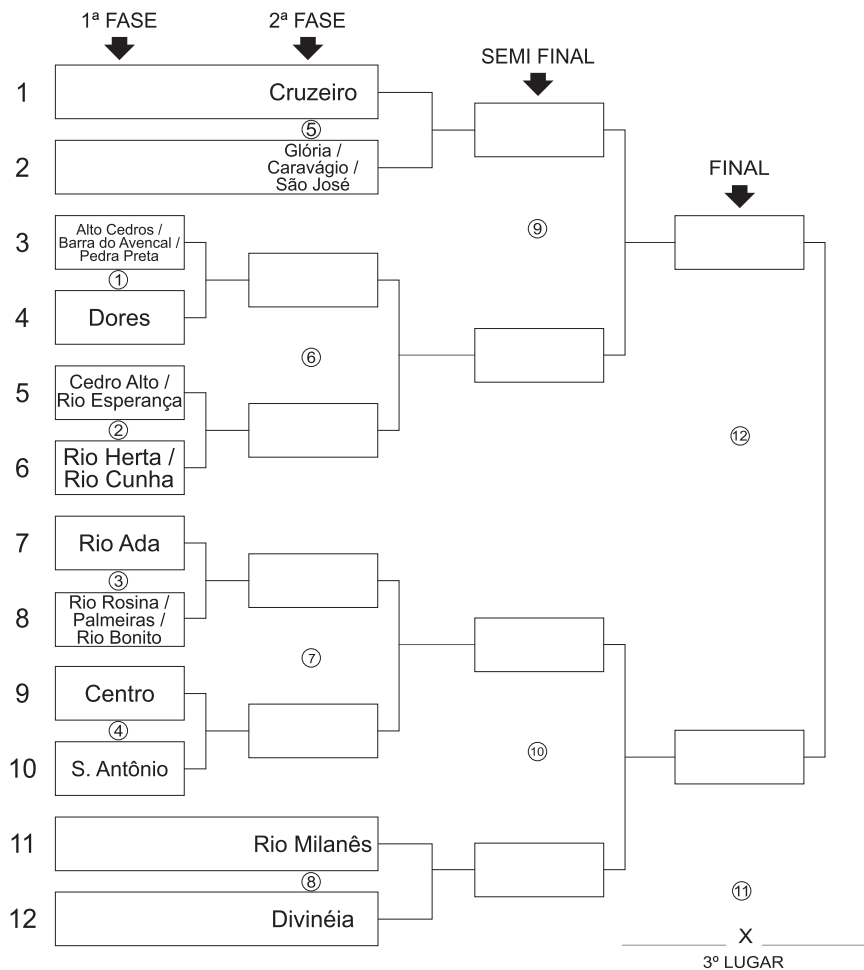 1ª FASE
2ª FASE
SEMI FINAL
FINAL
1
Cruzeiro
5
2
Glória /
Caravágio /
São José
9
3
Alto Cedros /
Barra do Avencal /
Pedra Preta
1
4
Dores
6
5
Cedro Alto /
Rio Esperança
2
12
6
Rio Herta /
Rio Cunha
7
Rio Ada
3
8
Rio Rosina /
Palmeiras /
Rio Bonito
7
9
Centro
4
10
10
S. Antônio
11
Rio Milanês
8
11
12
Divinéia
X
3º LUGAR